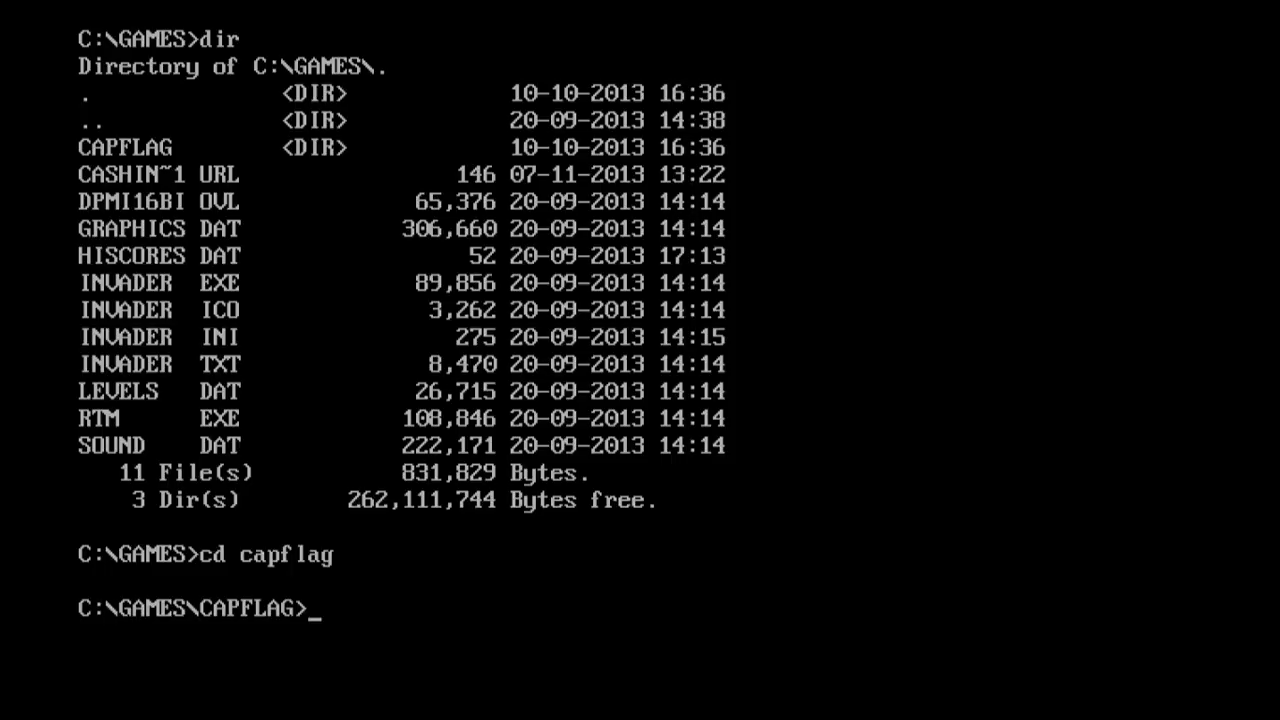 C:\GAMES>dir
Directory of C:\GAMES\.
.              <DIR>            10-10-2013 16:36
..             <DIR>            20-09-2013 14:38
CAPFLAG        <DIR>            10-10-2013 16:36
CASHIN~1 URL                146 07-11-2013 13:22
DPMI16BI OVL             65,376 20-09-2013 14:14
GRAPHICS DAT            306,660 20-09-2013 14:14
HISCORES DAT                 52 20-09-2013 17:13
INVADER  EXE             89,856 20-09-2013 14:14
INVADER  ICO              3,262 20-09-2013 14:14
INVADER  INI                275 20-09-2013 14:15
INVADER  TXT              8,470 20-09-2013 14:14
LEVELS   DAT             26,715 20-09-2013 14:14
RTM      EXE            108,846 20-09-2013 14:14
SOUND    DAT            222,171 20-09-2013 14:14
   11 File(s)           831,829 Bytes.
    3 Dir(s)        262,111,744 Bytes free.
C:\GAMES>cd capflag
C:\GAMES\CAPFLAG>_